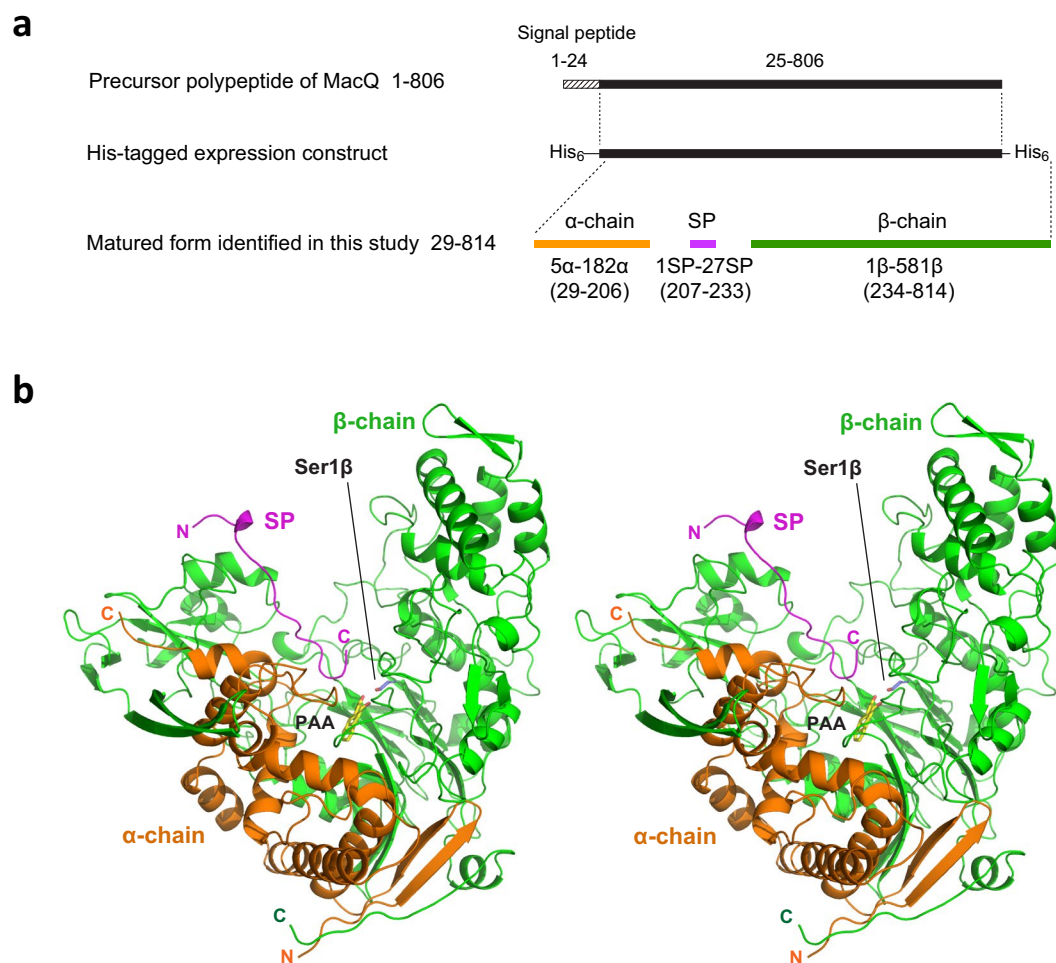 a
Signal peptide
1-24 25-806
Precursor polypeptide of MacQ 1-806
His-tagged expression construct
His6 His6
α-chain SP β-chain
Matured form identified in this study 29-814
5α-182α 1SP-27SP 1β-581β
(29-206) (207-233) (234-814)
b
β-chain β-chain
Ser1β Ser1β
N SP N SP
C C C C
PAA PAA
α-chain α-chain
C C
N N